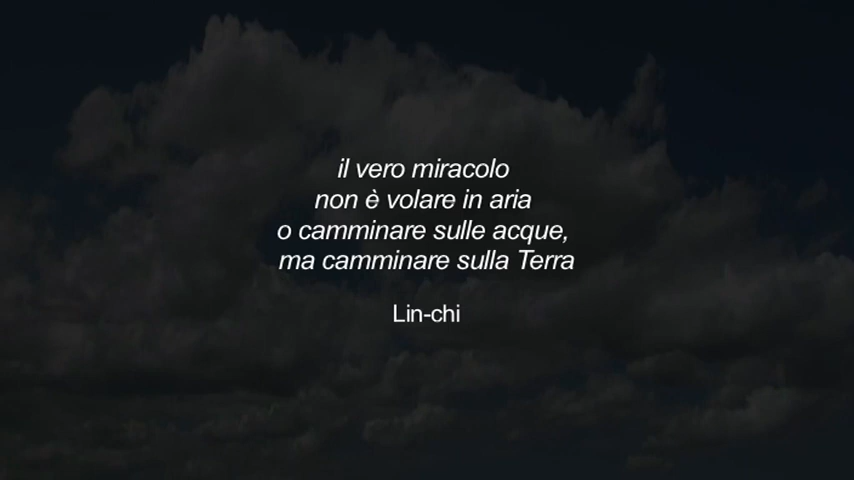 il vero miracolo
non è volare in aria
o camminare sulle acque,
ma camminare sulla Terra
Lin-chi